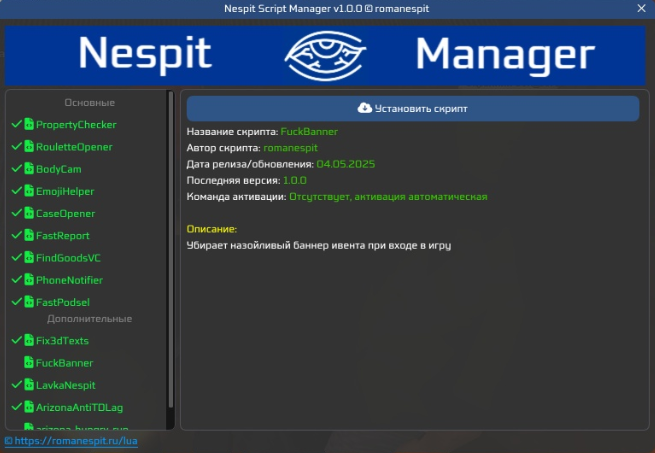 Nespit Script Manager v1.0.0 © romanespit
Nespit Manager
Основные
PropertyChecker
RouletteOpener
BodyCam
EmojiHelper
CaseOpener
FastReport
FindGoodsVC
PhoneNotifier
FastPodsel
Дополнительные
Fix3dTexts
FuckBanner
LavkaNespit
ArizonaAntiTDLag
Установить скрипт
Название скрипта: FuckBanner
Автор скрипта: romanespit
Дата релиза/обновления: 04.05.2025
Последняя версия: 1.0.0
Команда активации: Отсутствует, активация автоматическая
Описание:
Убирает назойливый баннер ивента при входе в игру
© https://romanespit.ru/lua